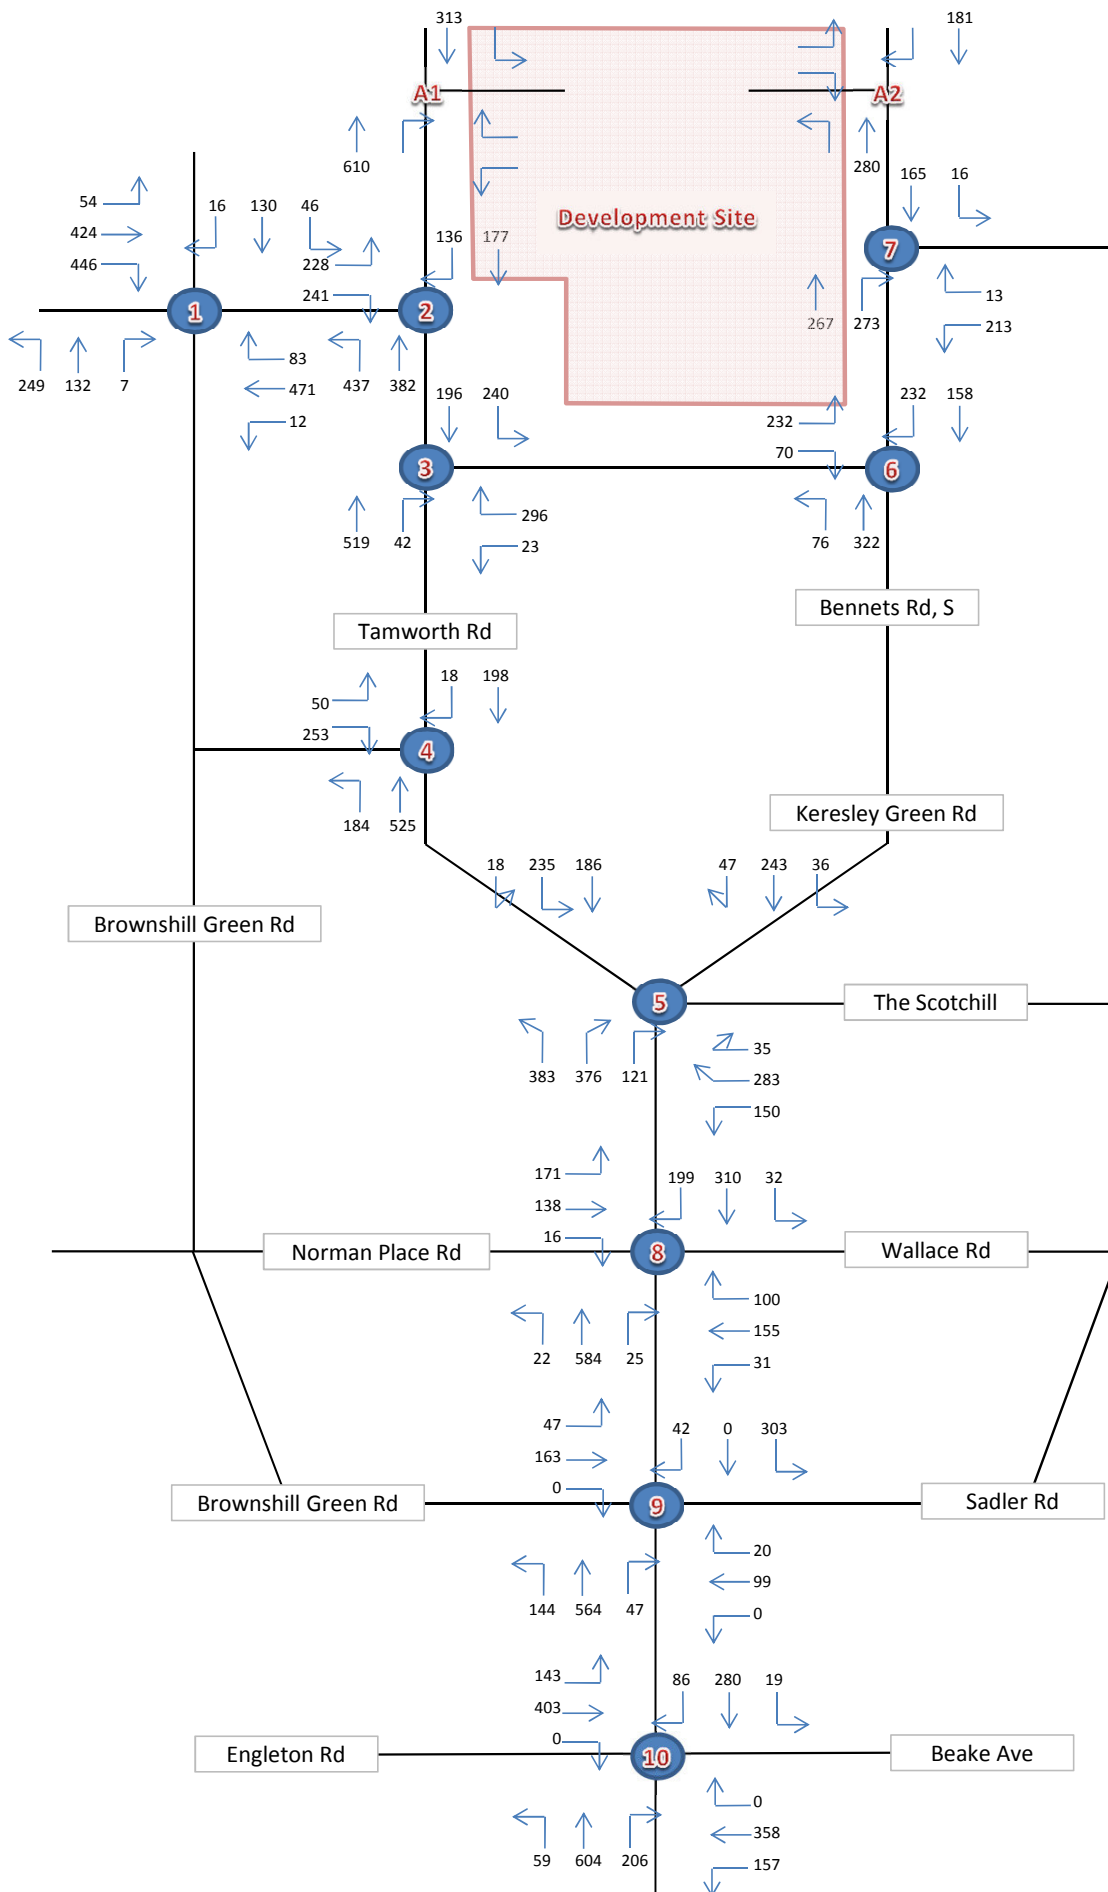 313
181
A1
A2
610
280
165 16
54
424
446
16 130 46
136 177
Development Site
228
241
1
2
7
13
213
267 273
249 132 7
83
471
12
437 382
196 240
232
70
232 158
3
6
519 42
296
23
76 322
Tamworth Rd
Bennets Rd, S
50
253
18 198
4
184 525
Keresley Green Rd
18 235 186
47 243 36
Brownshill Green Rd
5
The Scotchill
383 376 121
35
283
150
171
138
16
199 310 32
Norman Place Rd
8
Wallace Rd
22 584 25
100
155
31
47
163
0
42 0 303
Brownshill Green Rd
9
Sadler Rd
144 564 47
20
99
0
143
403
0
86 280 19
Engleton Rd
10
Beake Ave
59 604 206
0
358
157